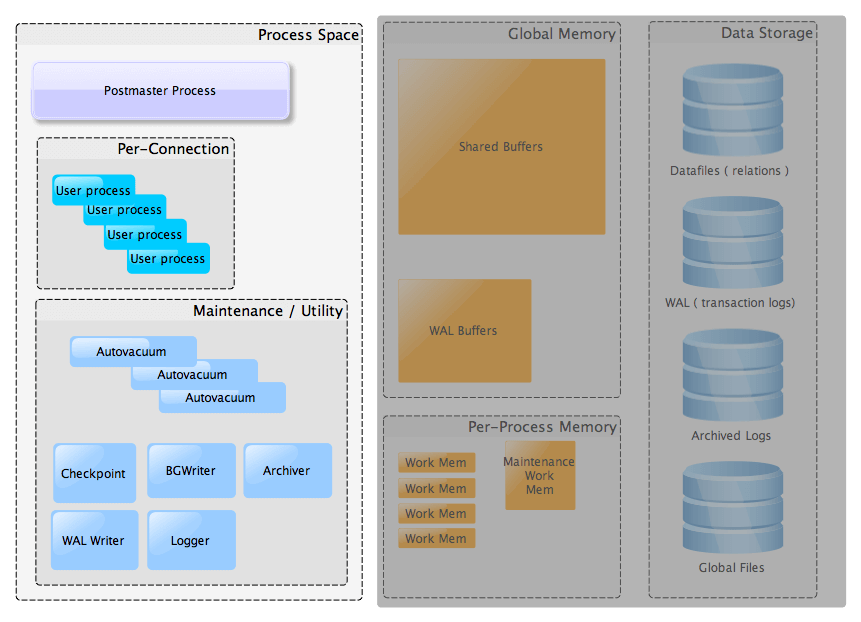 Process Space
Postmaster Process
Per-Connection
User process
User process
User process
User process
Maintenance / Utility
Autovacuum
Autovacuum
Autovacuum
Checkpoint
BGWriter
Archiver
WAL Writer
Logger
Global Memory
Shared Buffers
WAL Buffers
Per-Process Memory
Work Mem
Work Mem
Work Mem
Work Mem
Maintenance
Work
Mem
Data Storage
Datafiles ( relations )
WAL ( transaction logs)
Archived Logs
Global Files